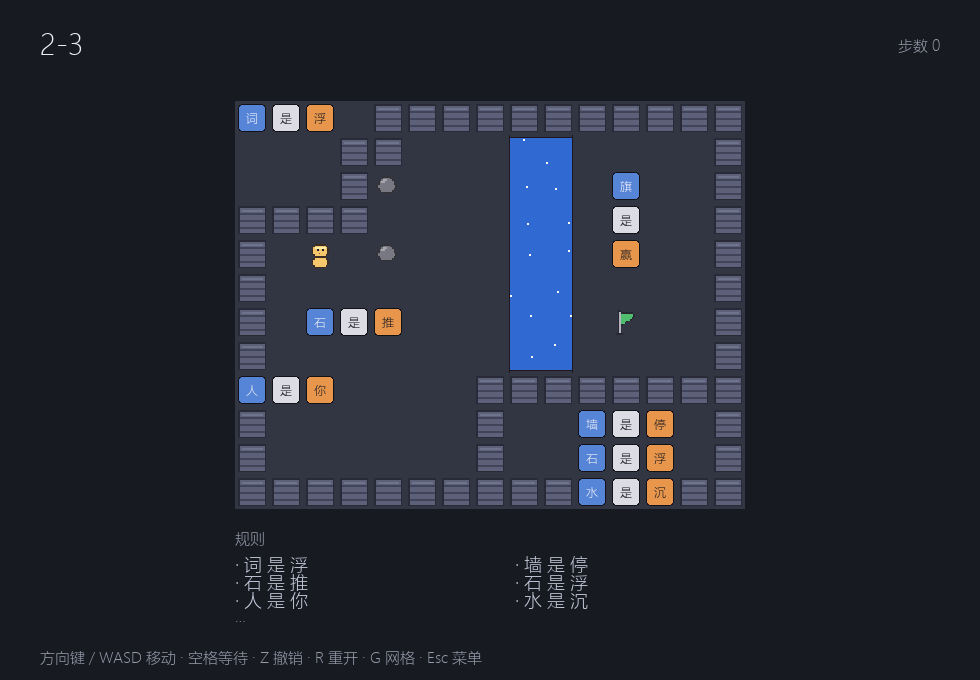 2-3
步数 0
词 是 浮
旗
是
赢
石 是 推
人 是 你
墙 是 停
石 是 浮
水 是 沉
规则
· 词 是 浮
· 石 是 推
· 人 是 你
...
· 墙 是 停
· 石 是 浮
· 水 是 沉
方向键 / WASD 移动 · 空格等待 · Z 撤销 · R 重开 · G 网格 · Esc 菜单